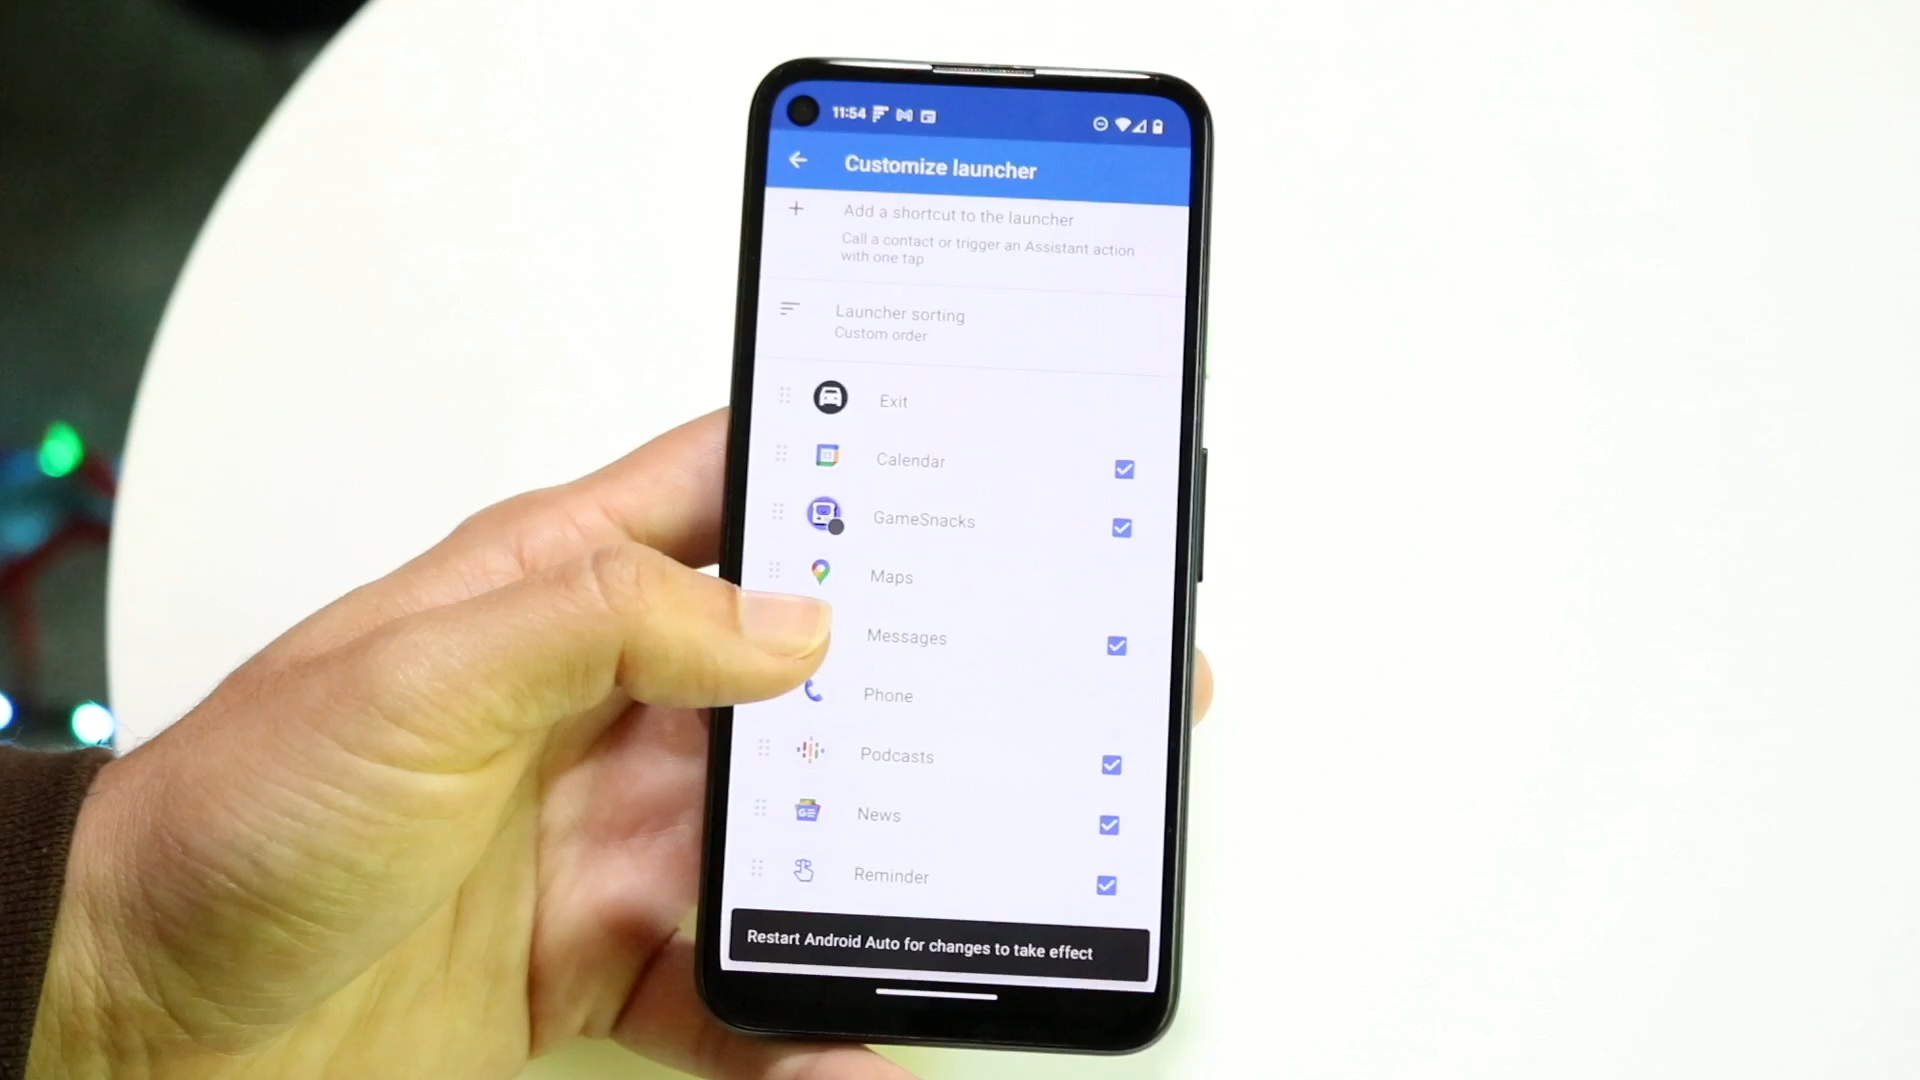 11:54
Customize launcher
Add a shortcut to the launcher
Call a contact or trigger an Assistant action
with one tap
Launcher sorting
Custom order
Exit
Calendar
GameSnacks
Maps
Messages
Phone
Podcasts
News
Reminder
Restart Android Auto for changes to take effect